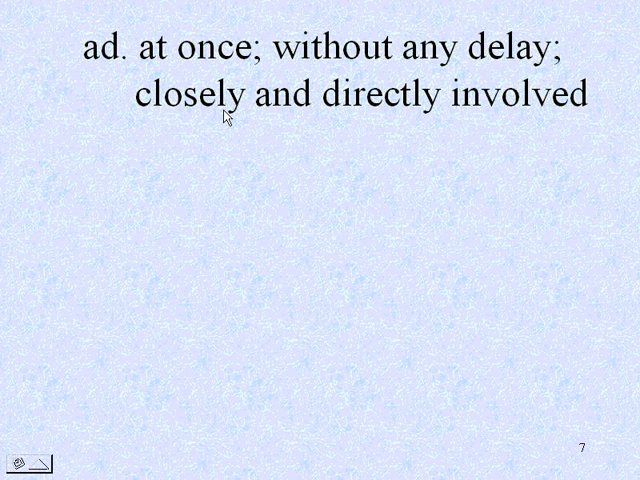 ad. at once; without any delay;
closely and directly involved
7